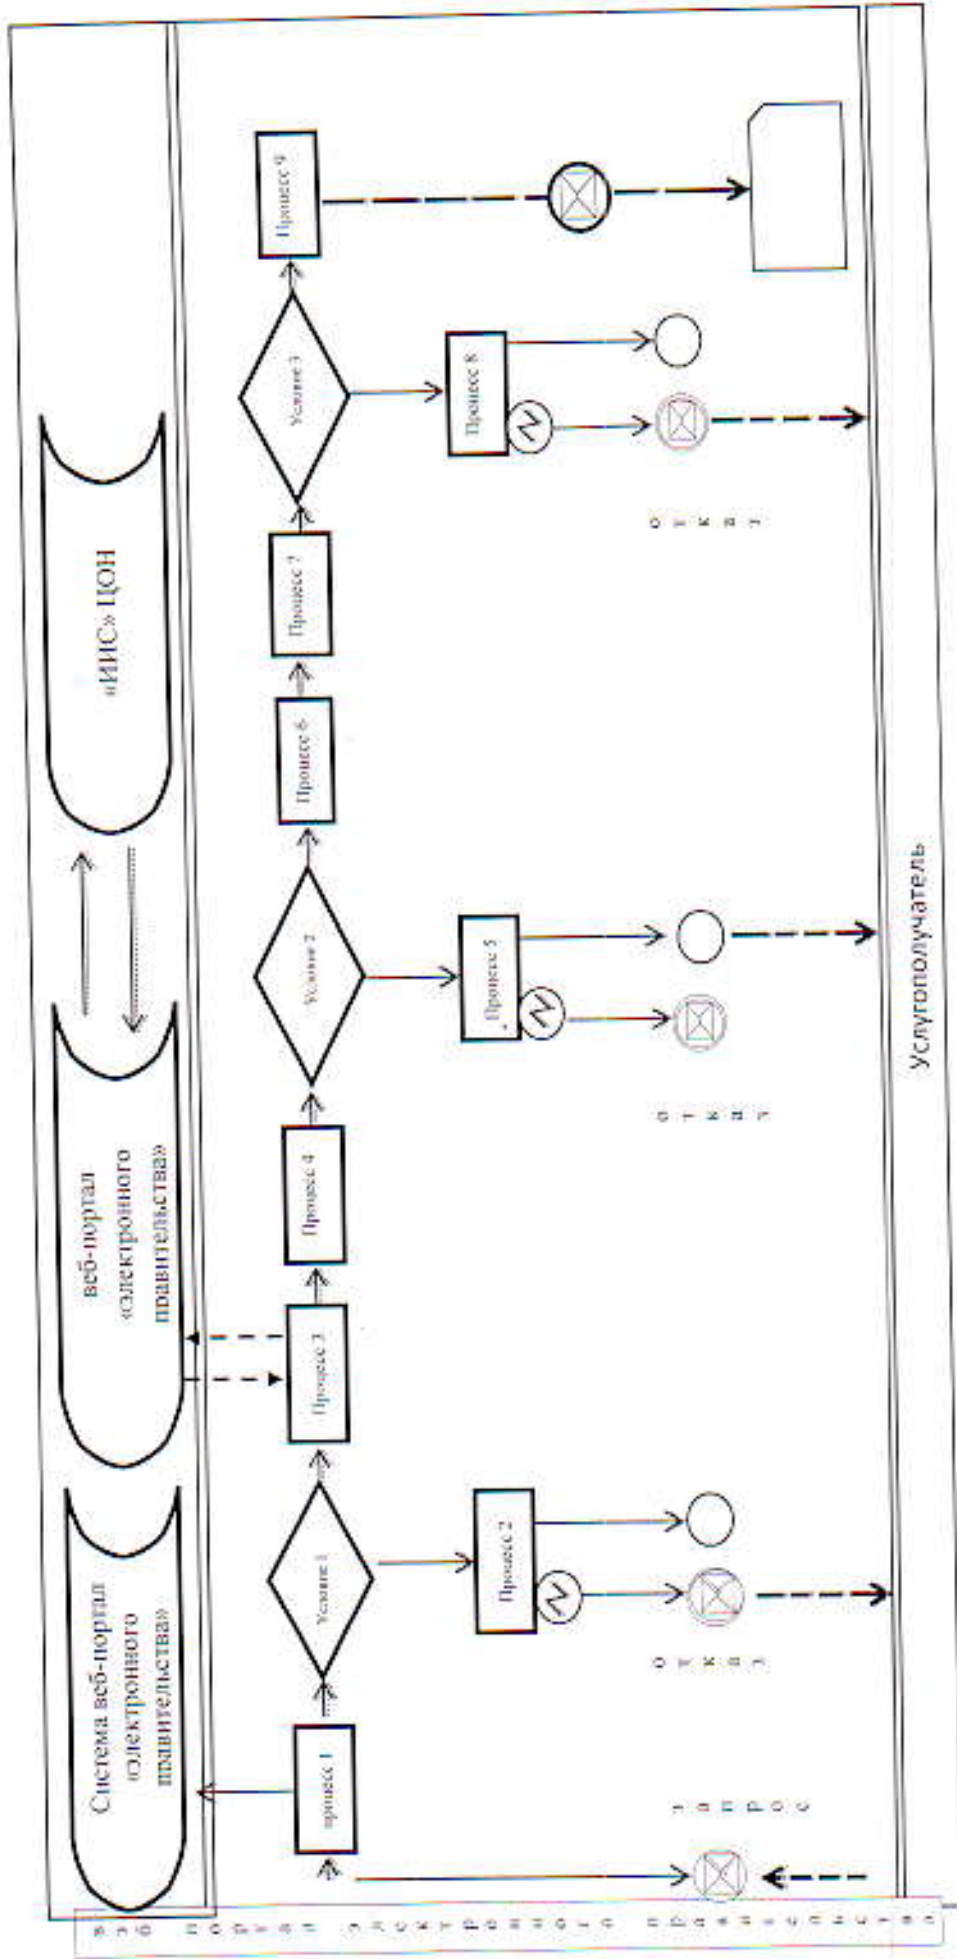 Система веб-портал
«электронного
правительства»
веб-портал
«электронного
правительства»
«ИИС» ЦОН
процесс 1
Условие 1
Процесс 3
Процесс 4
Условие 2
Процесс 6
Процесс 7
Условие 3
Процесс 9
Процесс 2
Процесс 5
Процесс 8
запрос
отказ
отказ
отказ
Услугополучатель